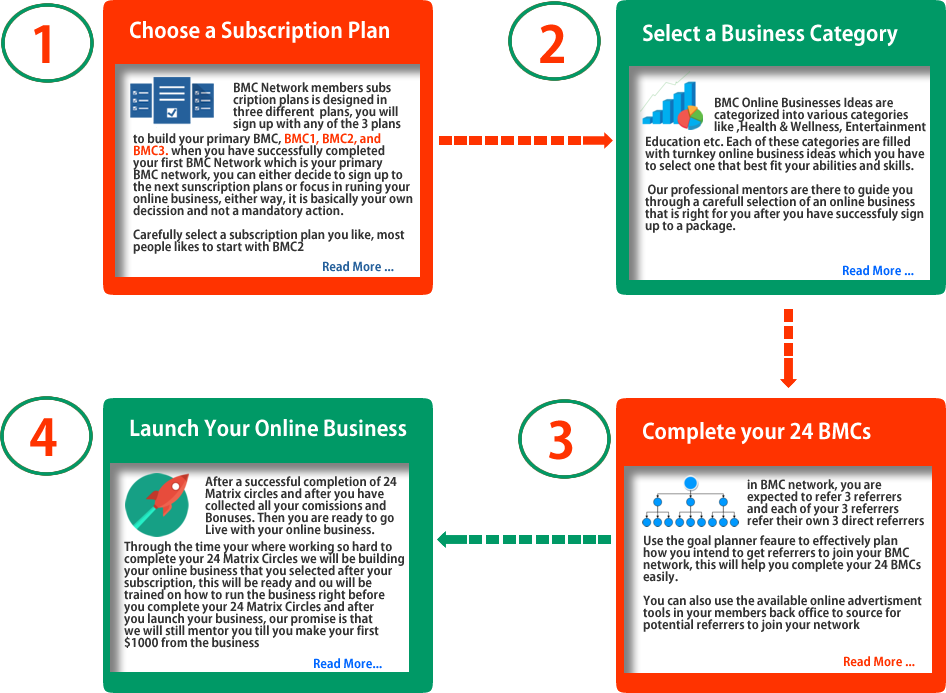 1
Choose a Subscription Plan
BMC Network members subs
cription plans is designed in
three different plans, you will
sign up with any of the 3 plans
to build your primary BMC, BMC1, BMC2, and
BMC3. when you have successfully completed
your first BMC Network which is your primary
BMC network, you can either decide to sign up to
the next sunscription plans or focus in runing your
online business, either way, it is basically your own
decission and not a mandatory action.
Carefully select a subscription plan you like, most
people likes to start with BMC2
Read More ...
2
Select a Business Category
BMC Online Businesses Ideas are
categorized into various categories
like ,Health & Wellness, Entertainment
Education etc. Each of these categories are filled
with turnkey online business ideas which you have
to select one that best fit your abilities and skills.
Our professional mentors are there to guide you
through a carefull selection of an online business
that is right for you after you have successfuly sign
up to a package.
Read More ...
3
Complete your 24 BMCs
in BMC network, you are
expected to refer 3 referrers
and each of your 3 referrers
refer their own 3 direct referrers
Use the goal planner feaure to effectively plan
how you intend to get referrers to join your BMC
network, this will help you complete your 24 BMCs
easily.
You can also use the available online advertisment
tools in your members back office to source for
potential referrers to join your network
Read More ...
4
Launch Your Online Business
After a successful completion of 24
Matrix circles and after you have
collected all your comissions and
Bonuses. Then you are ready to go
Live with your online business.
Through the time your where working so hard to
complete your 24 Matrix Circles we will be building
your online business that you selected after your
subscription, this will be ready and ou will be
trained on how to run the business right before
you complete your 24 Matrix Circles and after
you launch your business, our promise is that
we will still mentor you till you make your first
$1000 from the business
Read More...